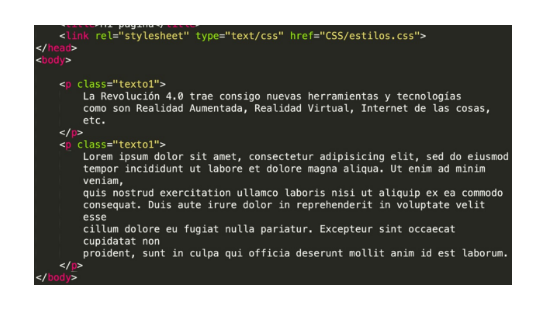 <title>Mi pagina</title>
<link rel="stylesheet" type="text/css" href="CSS/estilos.css">
</head>
<body>
<p class="texto1">
La Revolución 4.0 trae consigo nuevas herramientas y tecnologías
como son Realidad Aumentada, Realidad Virtual, Internet de las cosas,
etc.
</p>
<p class="texto1">
Lorem ipsum dolor sit amet, consectetur adipisicing elit, sed do eiusmod
tempor incididunt ut labore et dolore magna aliqua. Ut enim ad minim
veniam,
quis nostrud exercitation ullamco laboris nisi ut aliquip ex ea commodo
consequat. Duis aute irure dolor in reprehenderit in voluptate velit
esse
cillum dolore eu fugiat nulla pariatur. Excepteur sint occaecat
cupidatat non
proident, sunt in culpa qui officia deserunt mollit anim id est laborum.
</p>
</body>